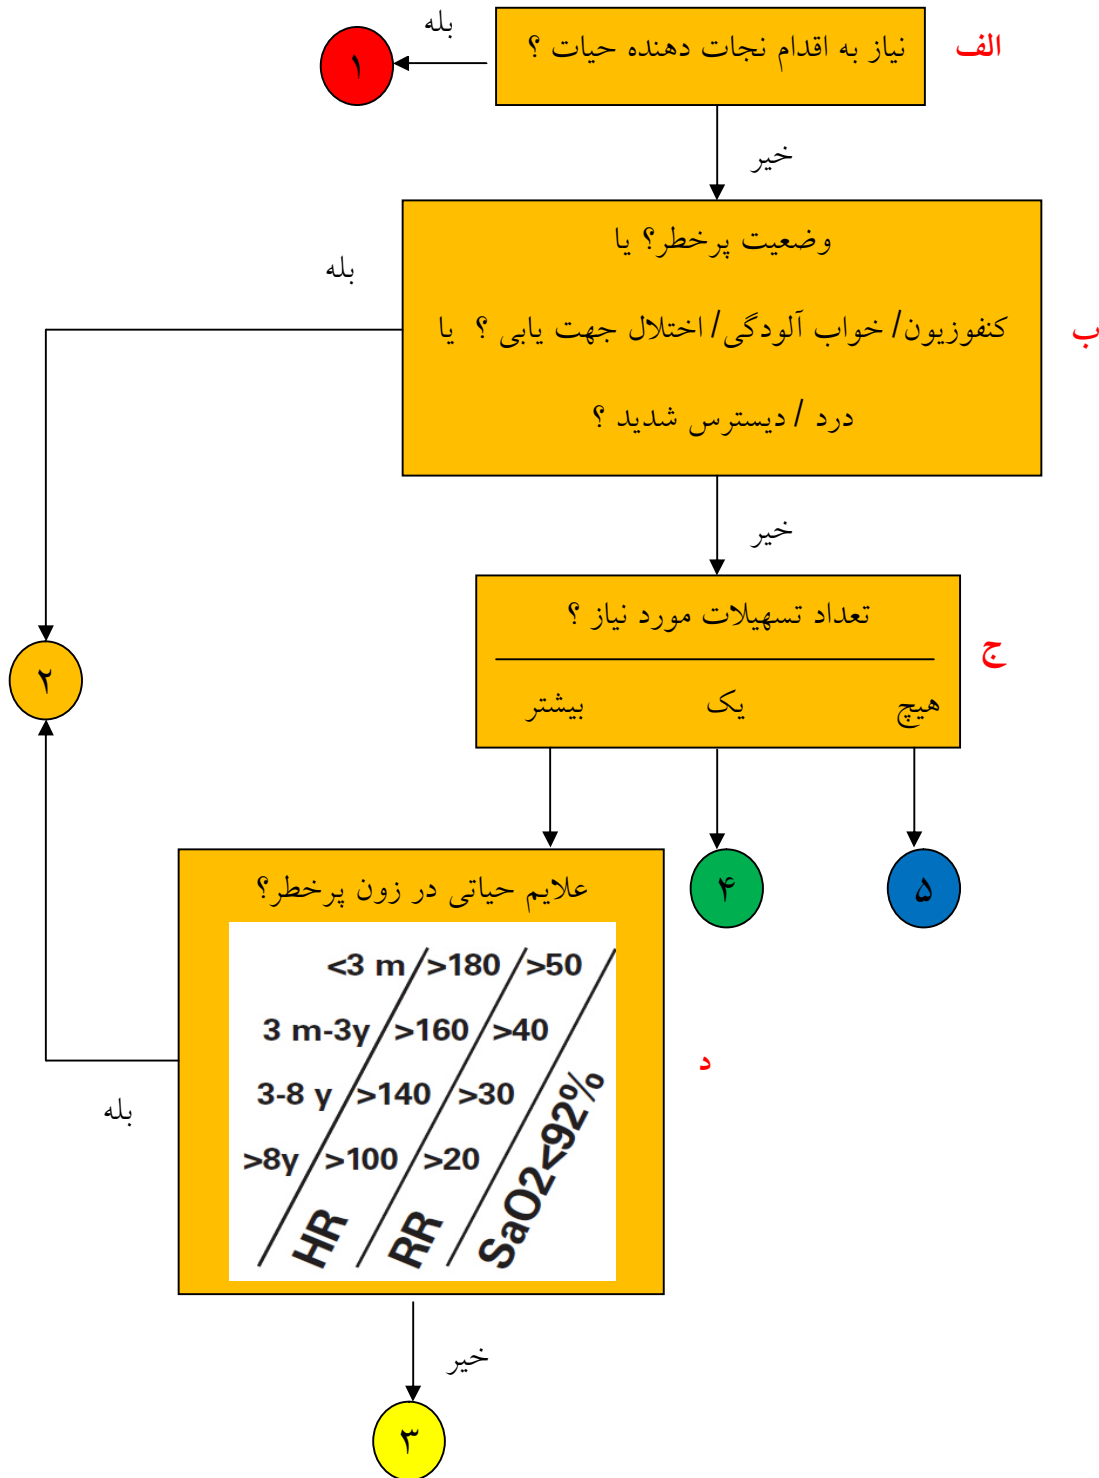 الف
نیاز به اقدام نجات دهنده حیات ؟
بله
۱
خیر
وضعیت پرخطر؟ یا
کنفوزیون/ خواب آلودگی/ اختلال جهت یابی ؟ یا
درد / دیسترس شدید ؟
ب
بله
خیر
تعداد تسهیلات مورد نیاز ؟
هیچ یک بیشتر
ج
۲
۵
۴
علایم حیاتی در زون پرخطر؟
<3 m >180 >50
3 m-3y >160 >40
3-8 y >140 >30
>8y >100 >20
HR RR SaO2<92%
د
بله
خیر
۳